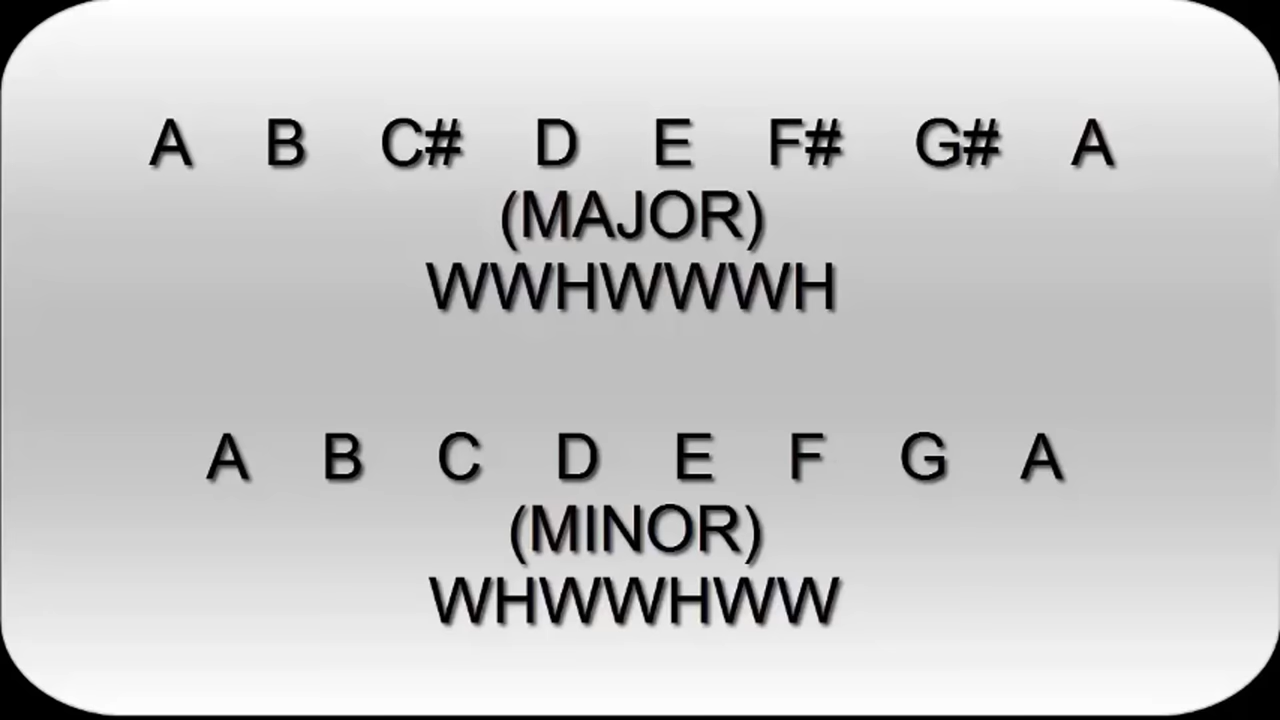 A B C# D E F# G# A
(MAJOR)
WWHWWWH
A B C D E F G A
(MINOR)
WHWWHWW